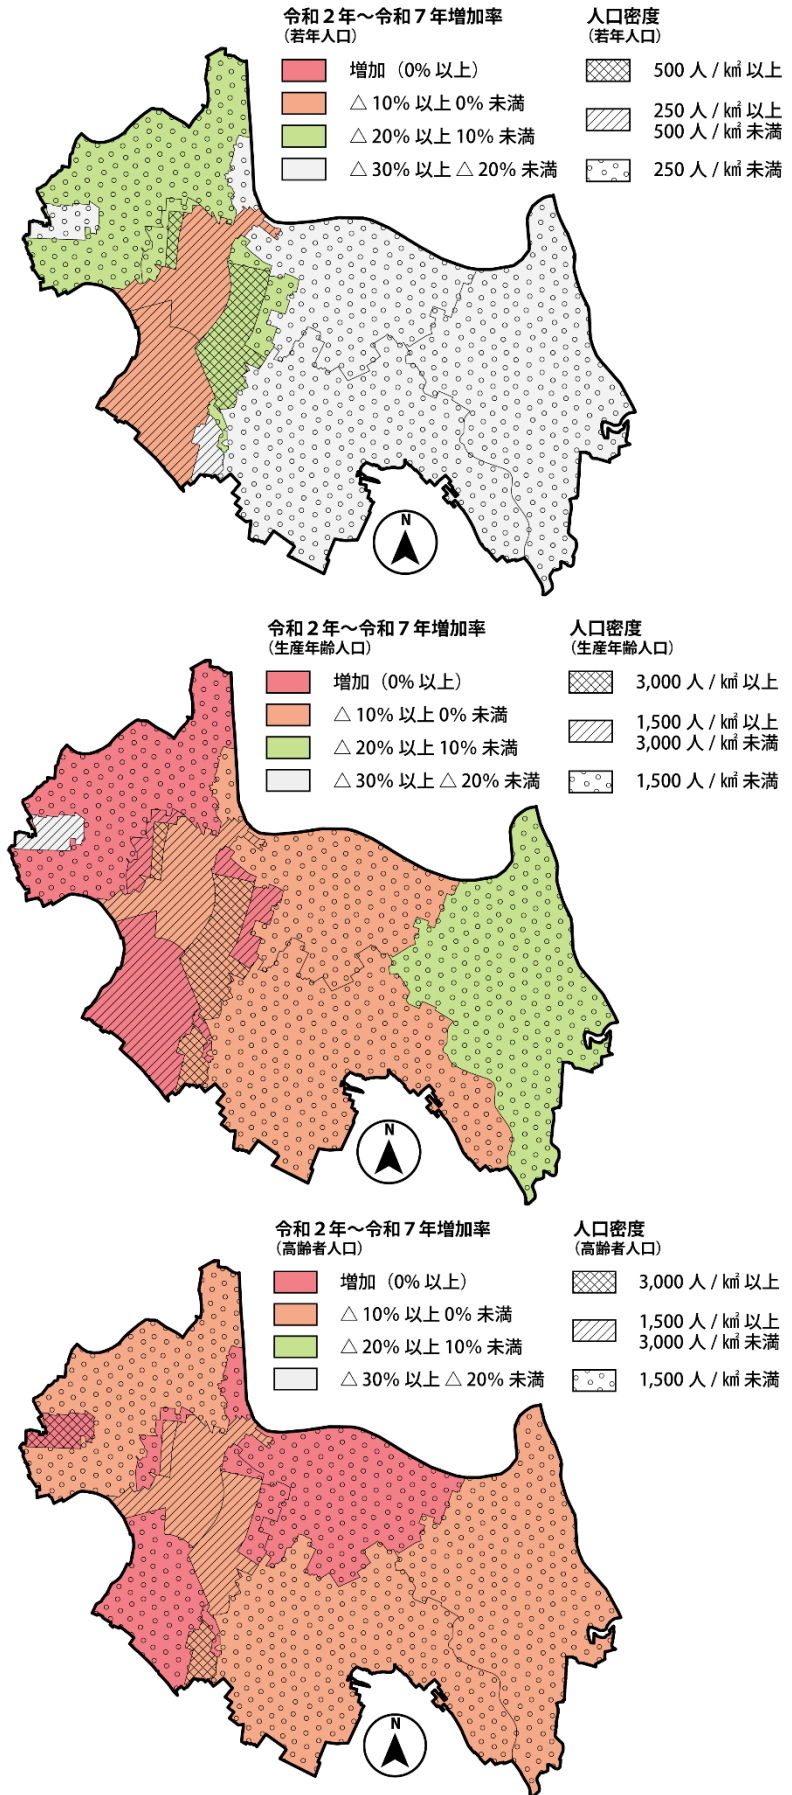 令和２年～令和７年増加率
（若年人口）
増加（0% 以上）
△ 10% 以上 0% 未満
△ 20% 以上 10% 未満
△ 30% 以上 △ 20% 未満
人口密度
（若年人口）
500 人 / ㎢ 以上
250 人 / ㎢ 以上
500 人 / ㎢ 未満
250 人 / ㎢ 未満
N
令和２年～令和７年増加率
（生産年齢人口）
増加（0% 以上）
△ 10% 以上 0% 未満
△ 20% 以上 10% 未満
△ 30% 以上 △ 20% 未満
人口密度
（生産年齢人口）
3,000 人 / ㎢ 以上
1,500 人 / ㎢ 以上
3,000 人 / ㎢ 未満
1,500 人 / ㎢ 未満
N
令和２年～令和７年増加率
（高齢者人口）
増加（0% 以上）
△ 10% 以上 0% 未満
△ 20% 以上 10% 未満
△ 30% 以上 △ 20% 未満
人口密度
（高齢者人口）
3,000 人 / ㎢ 以上
1,500 人 / ㎢ 以上
3,000 人 / ㎢ 未満
1,500 人 / ㎢ 未満
N